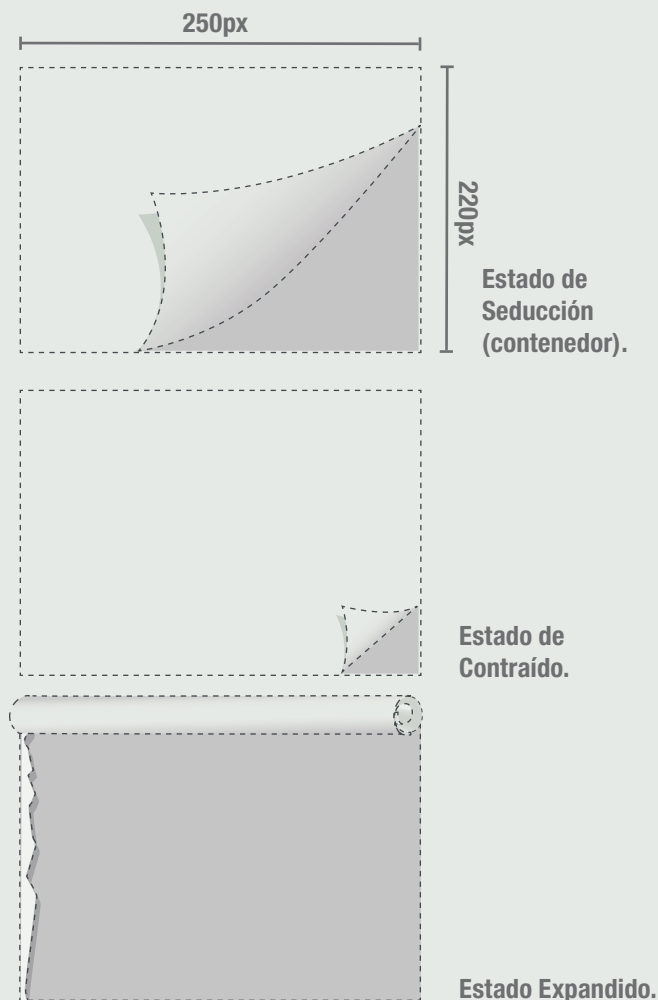 250px
220px
Estado de
Seducción
(contenedor).
Estado de
Contraído.
Estado Expandido.